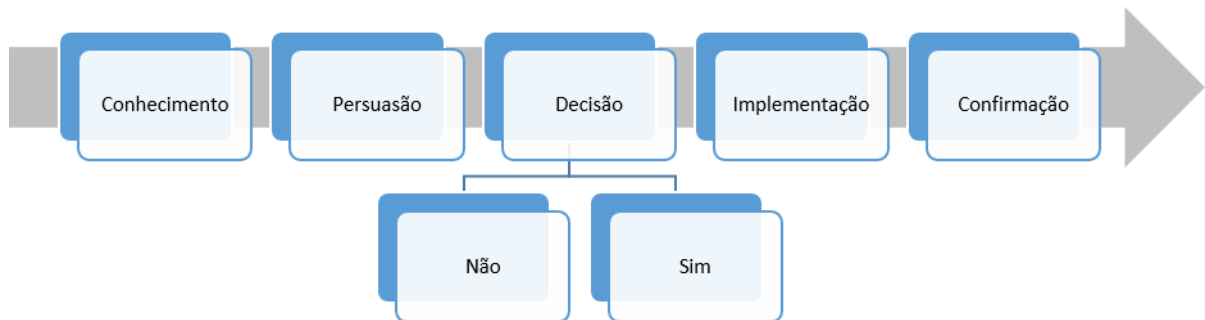 Conhecimento
Persuasão
Decisão
Implementação
Confirmação
Não
Sim